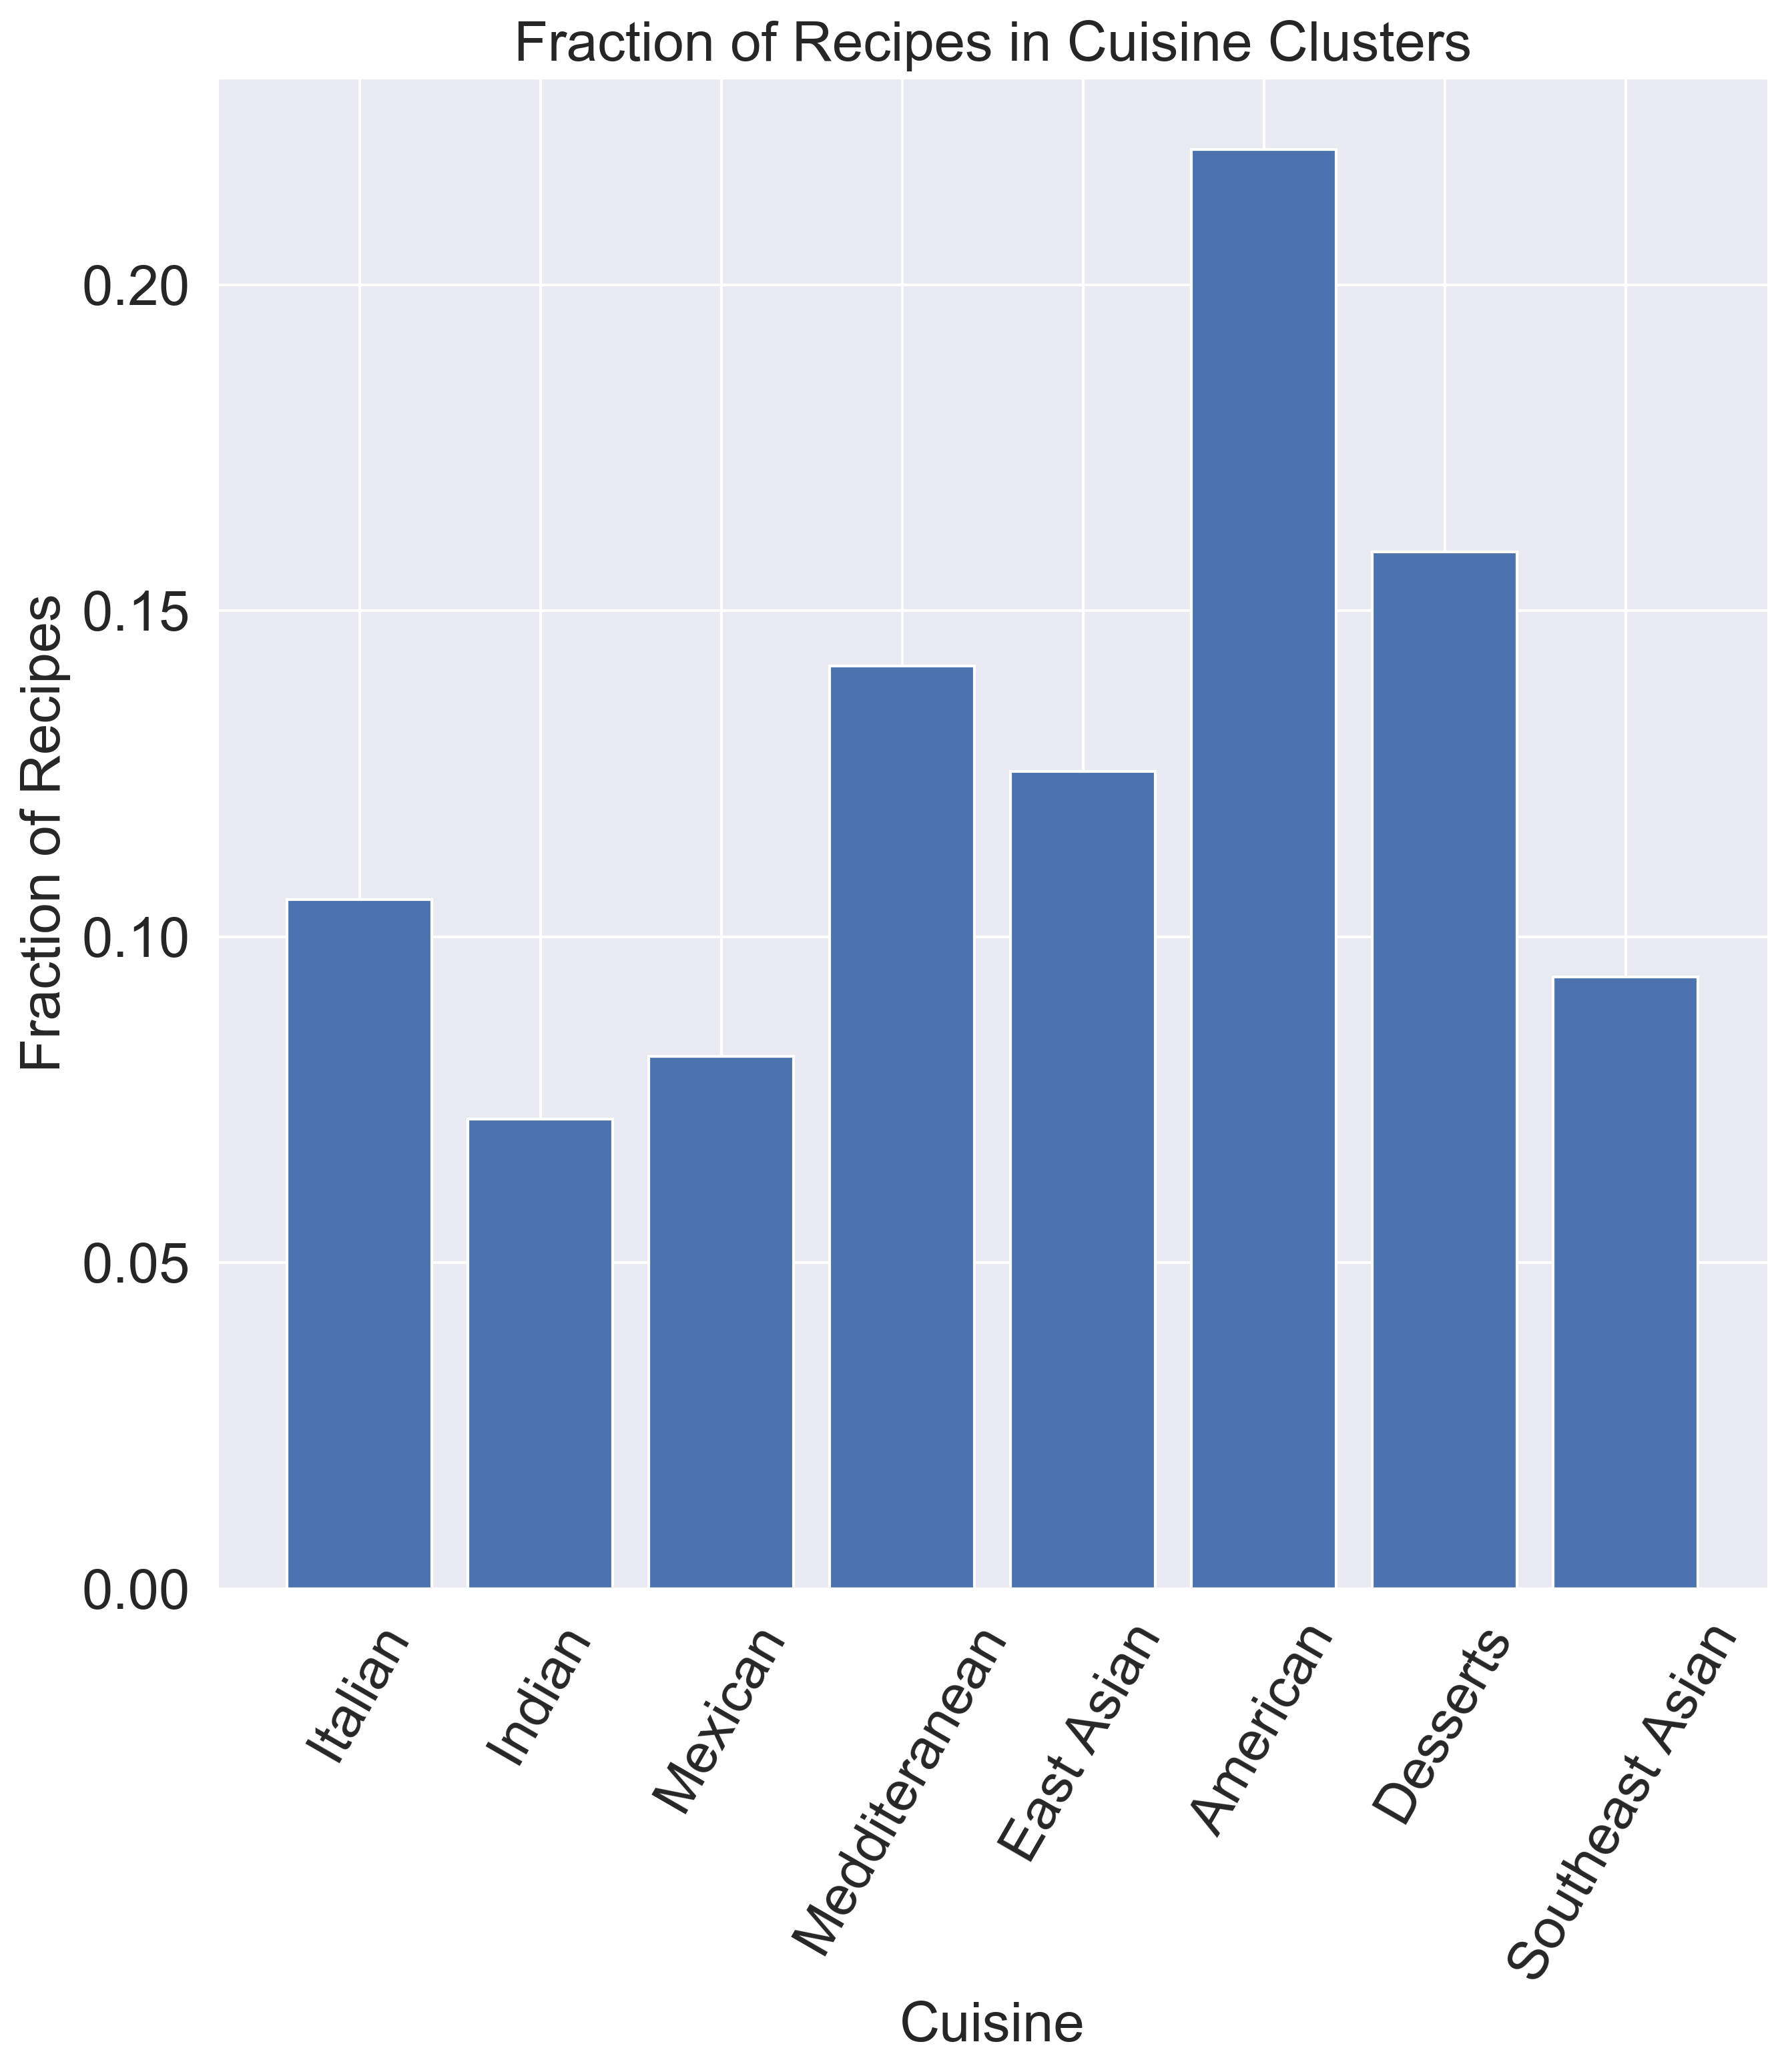 Fraction of Recipes in Cuisine Clusters
Fraction of Recipes
0.20
0.15
0.10
0.05
0.00
Italian
Indian
Mexican
Medditeranean
East Asian
American
Desserts
Southeast Asian
Cuisine